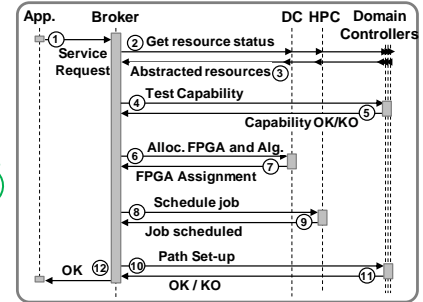 App. Broker DC HPC Domain
Controllers
1 2 Get resource status
Service
Request
Abstracted resources 3
4 Test Capability
5
Capability OK/KO
6 Alloc. FPGA and Alg.
7
FPGA Assignment
8 Schedule job
9
Job scheduled
Path Set-up
OK 12 10
11
OK / KO